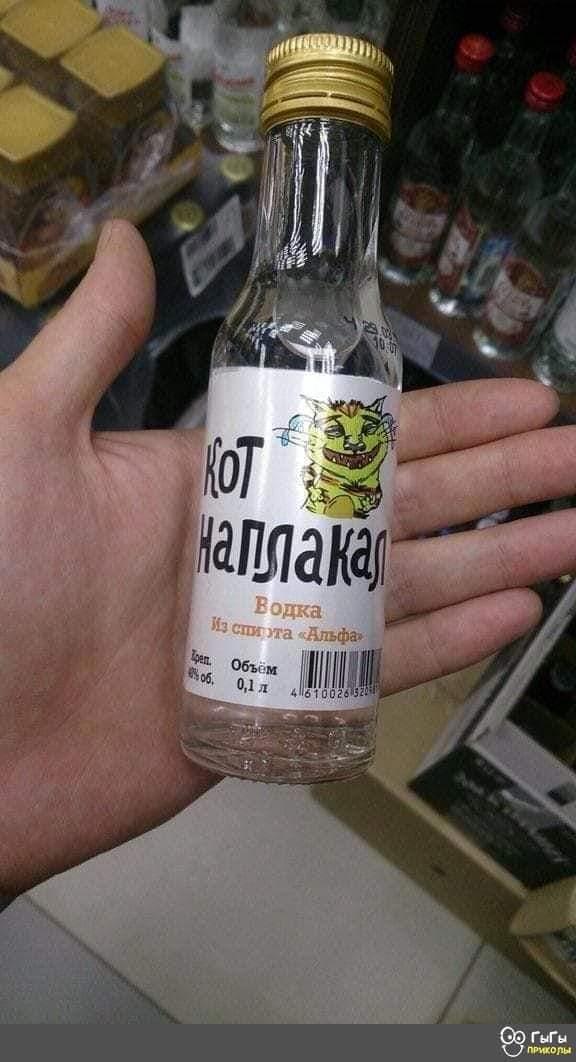 Кот
наплакал
Водка
Из спирта «Альфа»
Креп. Объём
40% об. 0,1 л
ГЫГЫ
ПРИКОЛЫ